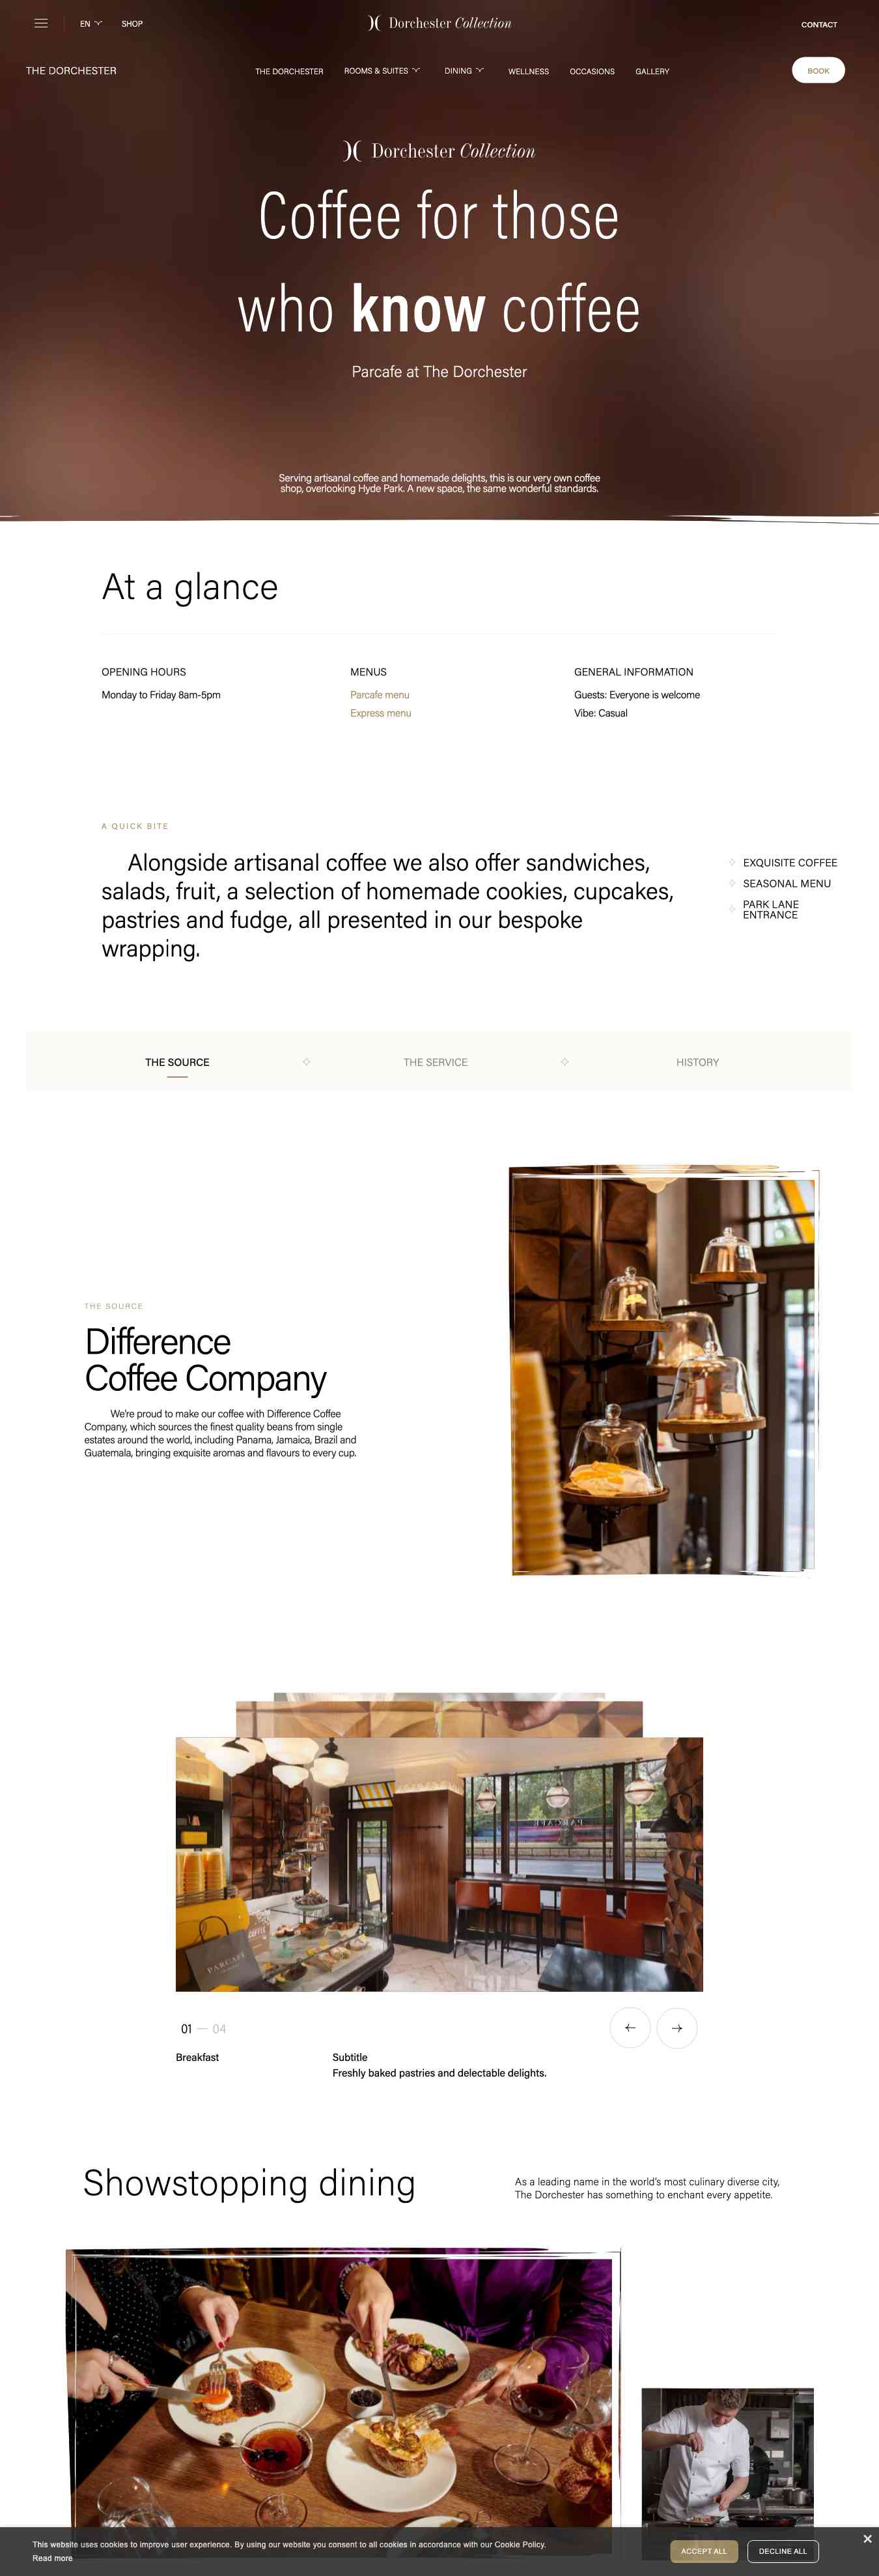 EN
SHOP
Dorchester Collection
CONTACT
THE DORCHESTER
THE DORCHESTER
ROOMS & SUITES
DINING
WELLNESS
OCCASIONS
GALLERY
BOOK
Dorchester Collection
Coffee for those
who know coffee
Parcafe at The Dorchester
Serving artisanal coffee and homemade delights, this is our very own coffee
shop, overlooking Hyde Park. A new space, the same wonderful standards.
At a glance
OPENING HOURS
Monday to Friday 8am-5pm
MENUS
Parcafe menu
Express menu
GENERAL INFORMATION
Guests: Everyone is welcome
Vibe: Casual
A QUICK BITE
Alongside artisanal coffee we also offer sandwiches,
salads, fruit, a selection of homemade cookies, cupcakes,
pastries and fudge, all presented in our bespoke
wrapping.
EXQUISITE COFFEE
SEASONAL MENU
PARK LANE
ENTRANCE
THE SOURCE
THE SERVICE
HISTORY
THE SOURCE
Difference
Coffee Company
We're proud to make our coffee with Difference Coffee
Company, which sources the finest quality beans from single
estates around the world, including Panama, Jamaica, Brazil and
Guatemala, bringing exquisite aromas and flavours to every cup.
PARCAFE
COFFEE
PARCAFE
01 — 04
Breakfast
Subtitle
Freshly baked pastries and delectable delights.
Showstopping dining
As a leading name in the world's most culinary diverse city,
The Dorchester has something to enchant every appetite.
This website uses cookies to improve user experience. By using our website you consent to all cookies in accordance with our Cookie Policy.
Read more
ACCEPT ALL
DECLINE ALL